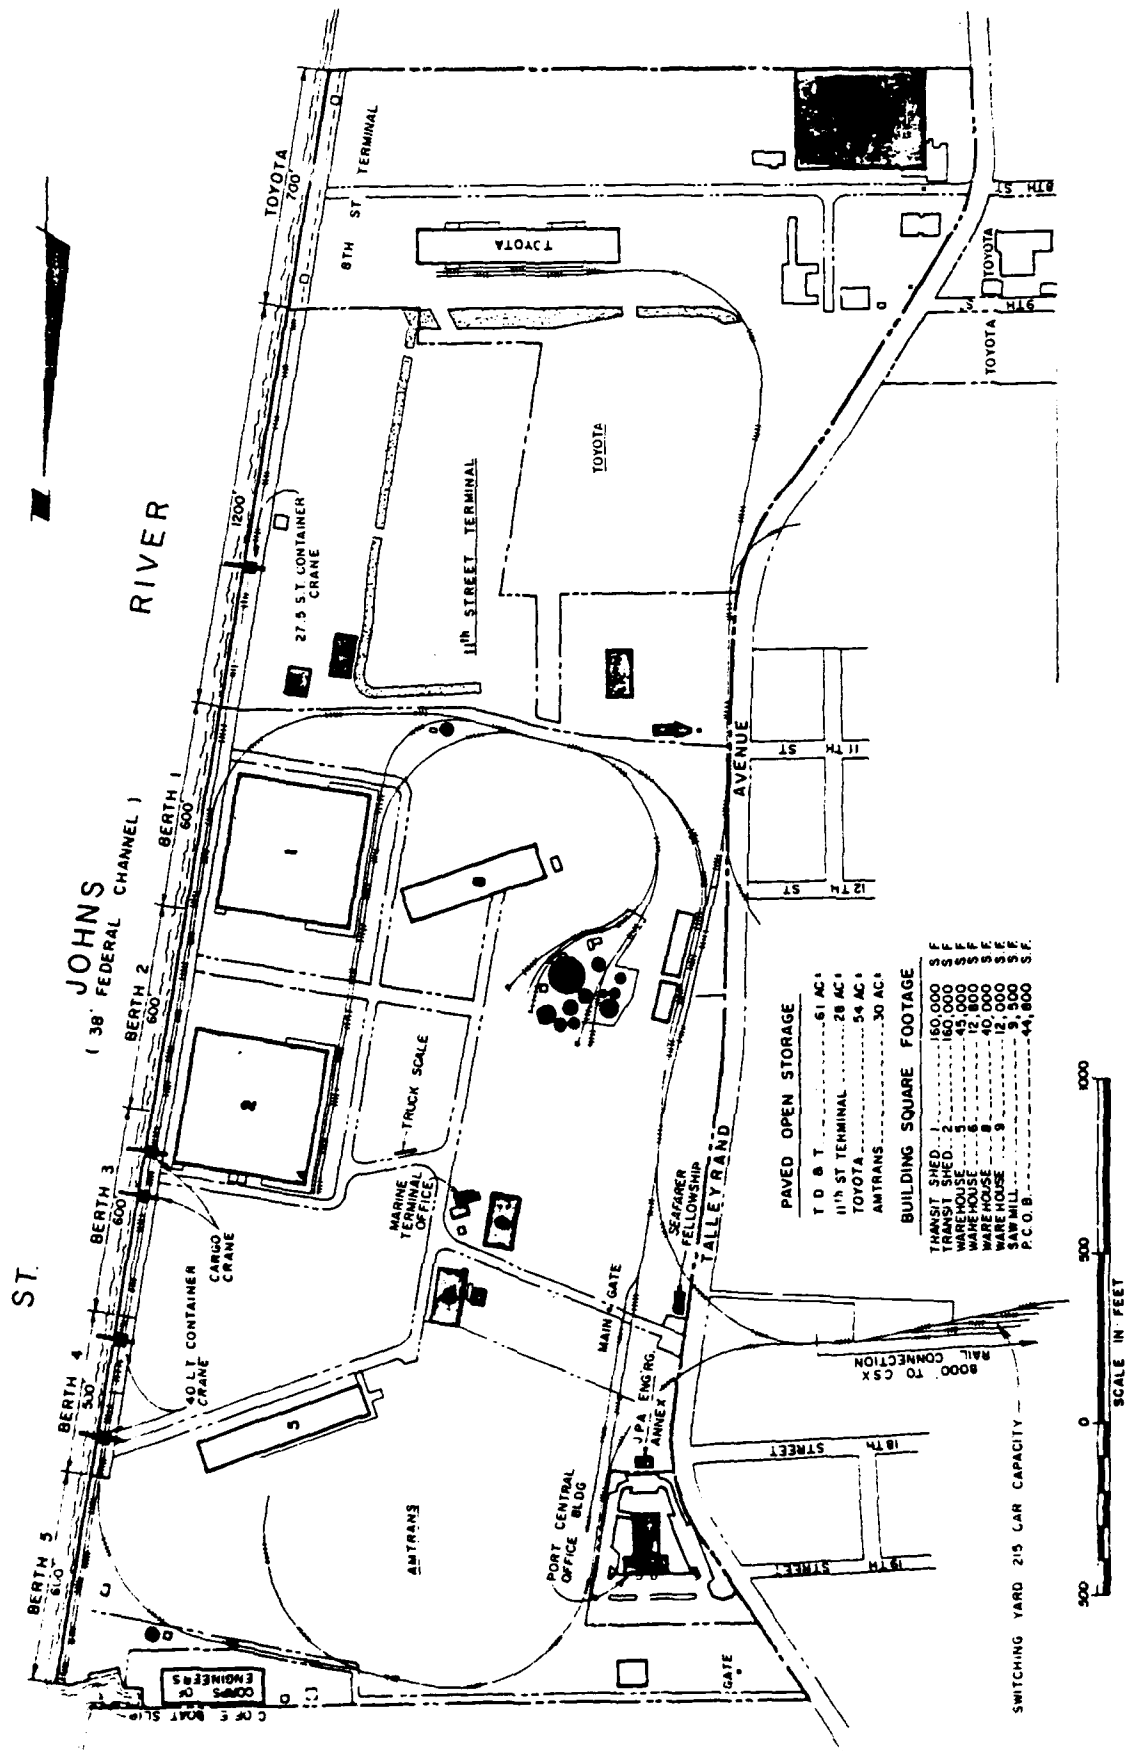 ST.
JOHNS
RIVER
( 38' FEDERAL CHANNEL )
BERTH 5
600'
BERTH 4
500'
BERTH 3
600'
BERTH 2
600'
BERTH 1
600'
1200'
TOYOTA
700'
C OF E BOAT SLIP
CORPS
OF
ENGINEERS
40 L.T. CONTAINER
CRANE
CARGO
CRANE
27.5 S.T. CONTAINER
CRANE
8TH ST TERMINAL
5
2
1
8
AMTRANS
MARINE
TERMINAL
OFFICE
TRUCK SCALE
11th STREET TERMINAL
TOYOTA
TOYOTA
PORT CENTRAL
OFFICE BLDG
J P A ENG'RG.
ANNEX
MAIN GATE
SEAFARER
FELLOWSHIP
GATE
TALLEYRAND
AVENUE
19TH STREET
18TH STREET
12TH ST
11TH ST
9TH ST
8TH ST
TOYOTA
TOYOTA
8000' TO CSX
RAIL CONNECTION
SWITCHING YARD 215 CAR CAPACITY
PAVED OPEN STORAGE
T D & T 61 AC±
11th ST TERMINAL 28 AC±
TOYOTA 54 AC±
AMTRANS 30 AC±
BUILDING SQUARE FOOTAGE
TRANSIT SHED 1 160,000 S.F.
TRANSIT SHED 2 160,000 S.F.
WAREHOUSE 5 45,000 S.F.
WAREHOUSE 6 12,800 S.F.
WAREHOUSE 8 40,000 S.F.
WAREHOUSE 9 12,000 S.F.
SAW MILL 9,500 S.F.
P.C.O.B. 44,800 S.F.
500 0 500 1000
SCALE IN FEET